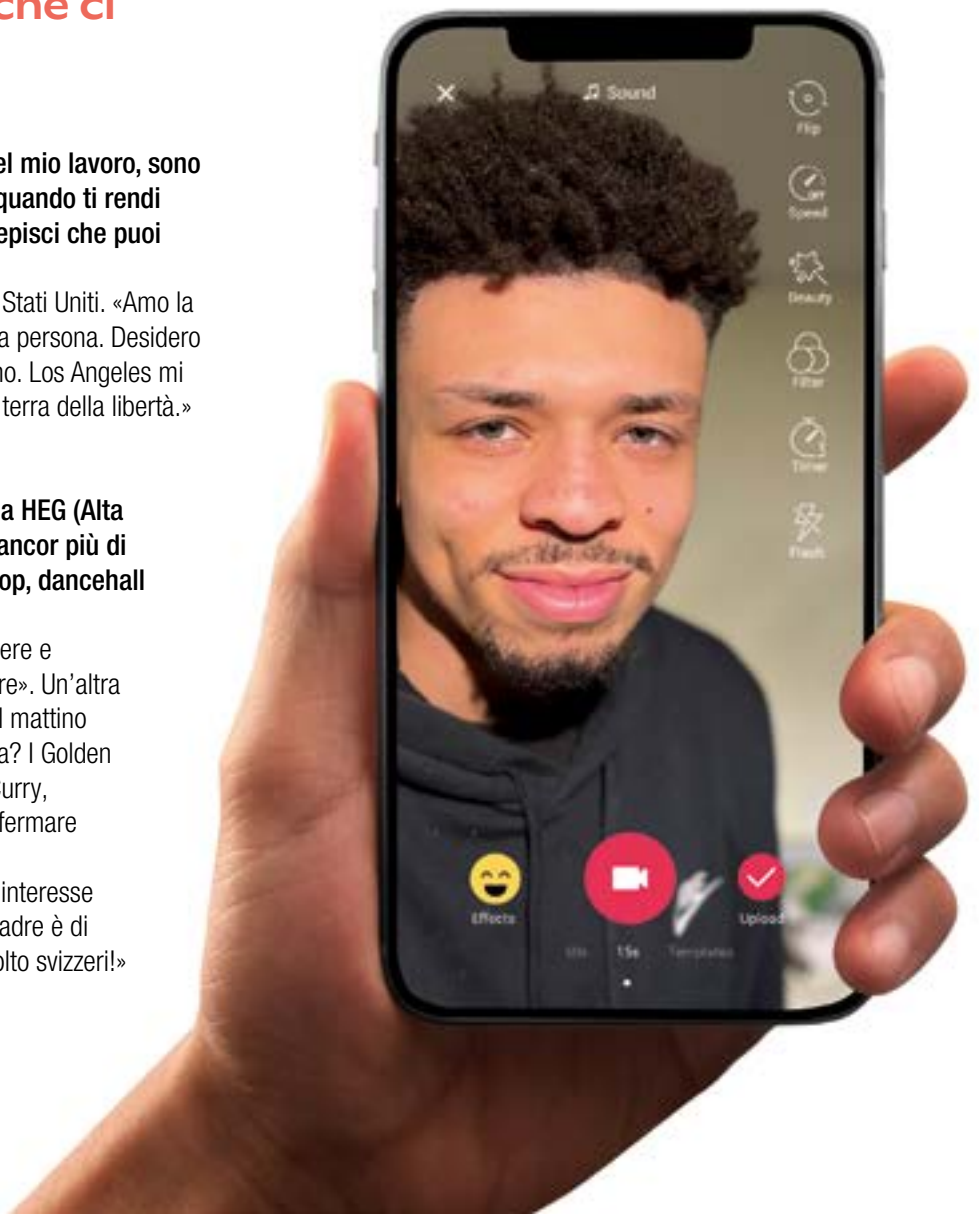 che ci
el mio lavoro, sono
quando ti rendi
episci che puoi
Stati Uniti. «Amo la
a persona. Desidero
no. Los Angeles mi
terra della libertà.»
a HEG (Alta
ancor più di
op, dancehall
ere e
re». Un’altra
l mattino
a? I Golden
urry,
fermare
interesse
adre è di
olto svizzeri!»
Sound
Flip
OFF
Speed
Beauty
Filter
Timer
Flash
Effects
Upload
15s
Templates